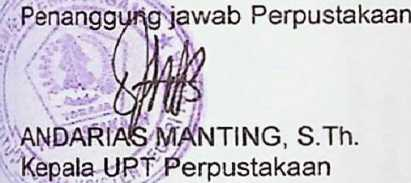 Penanggung jawab Perpustakaan
ANDARIAS MANTING, S.Th.
Kepala UPT Perpustakaan